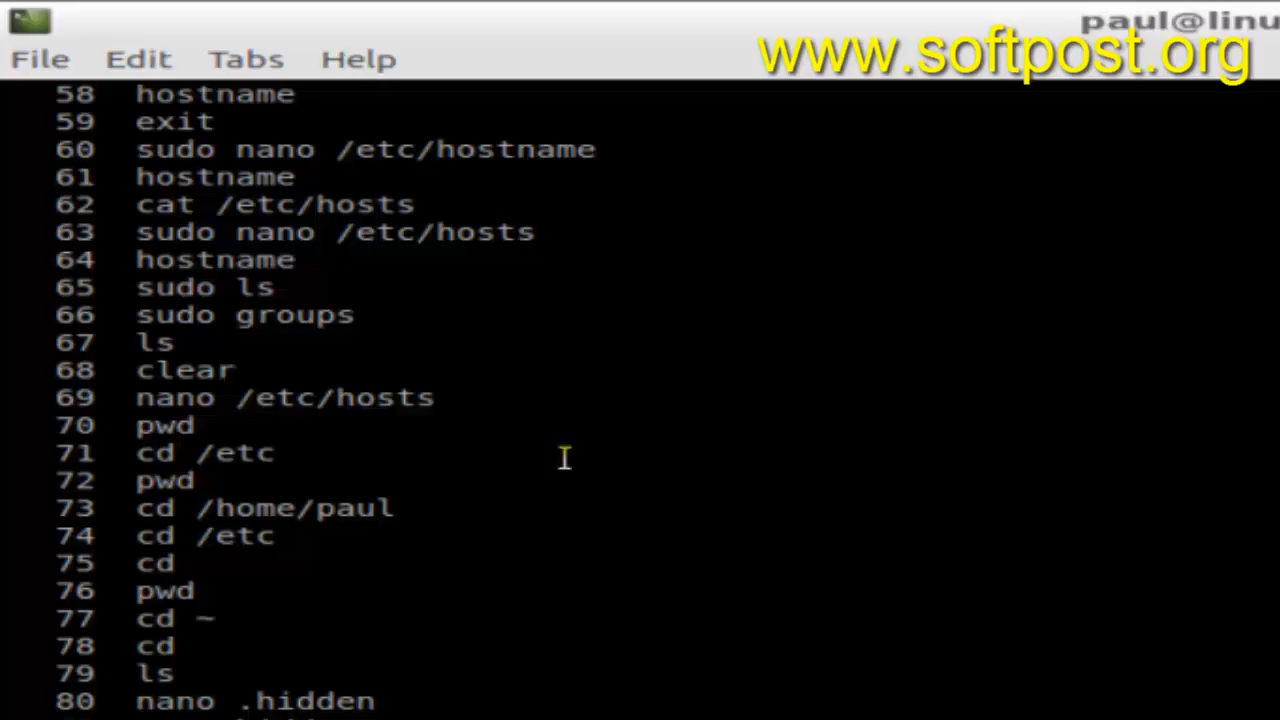 paul@linu
www.softpost.org
File Edit Tabs Help
58 hostname
59 exit
60 sudo nano /etc/hostname
61 hostname
62 cat /etc/hosts
63 sudo nano /etc/hosts
64 hostname
65 sudo ls
66 sudo groups
67 ls
68 clear
69 nano /etc/hosts
70 pwd
71 cd /etc
72 pwd
73 cd /home/paul
74 cd /etc
75 cd
76 pwd
77 cd ~
78 cd
79 ls
80 nano .hidden